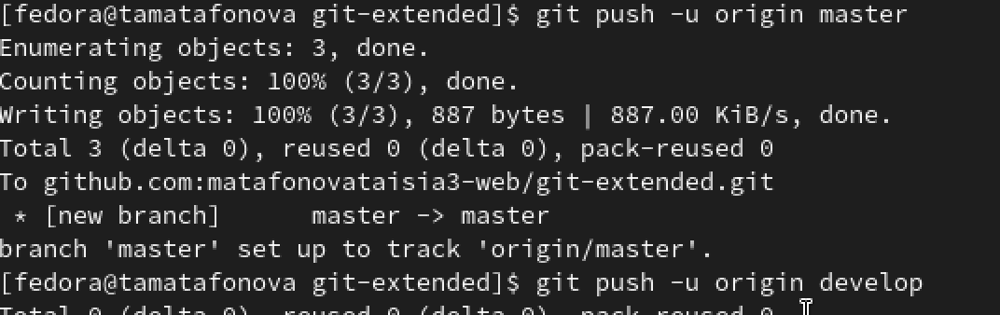 [fedora@tamatafonova git-extended]$ git push -u origin master
Enumerating objects: 3, done.
Counting objects: 100% (3/3), done.
Writing objects: 100% (3/3), 887 bytes | 887.00 KiB/s, done.
Total 3 (delta 0), reused 0 (delta 0), pack-reused 0
To github.com:matafonovataisia3-web/git-extended.git
 * [new branch]      master -> master
branch 'master' set up to track 'origin/master'.
[fedora@tamatafonova git-extended]$ git push -u origin develop
Total 0 (delta 0), reused 0 (delta 0), pack-reused 0